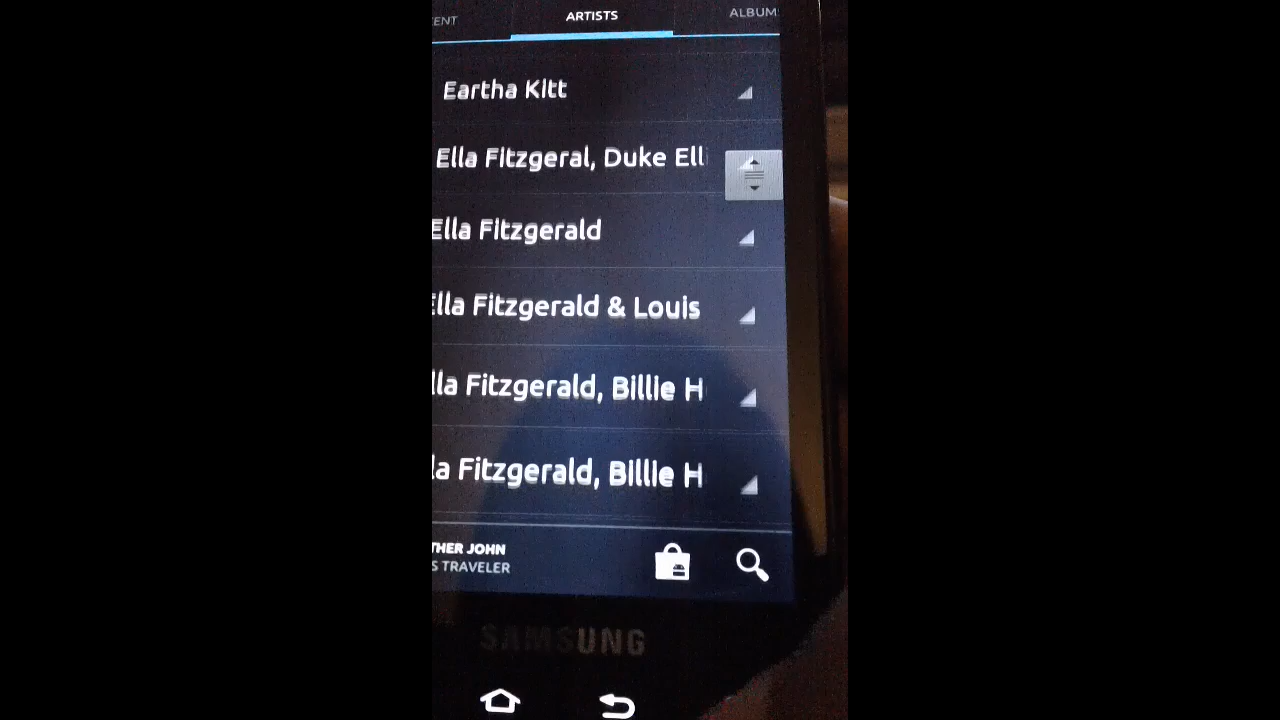 ENT ARTISTS ALBUM
Eartha Kitt
Ella Fitzgeral, Duke Ell
Ella Fitzgerald
Ella Fitzgerald & Louis
lla Fitzgerald, Billie H
la Fitzgerald, Billie H
THER JOHN
S TRAVELER
SAMSUNG